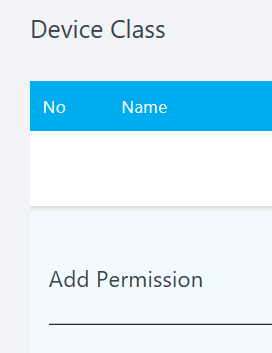 Device Class
No Name
Add Permission